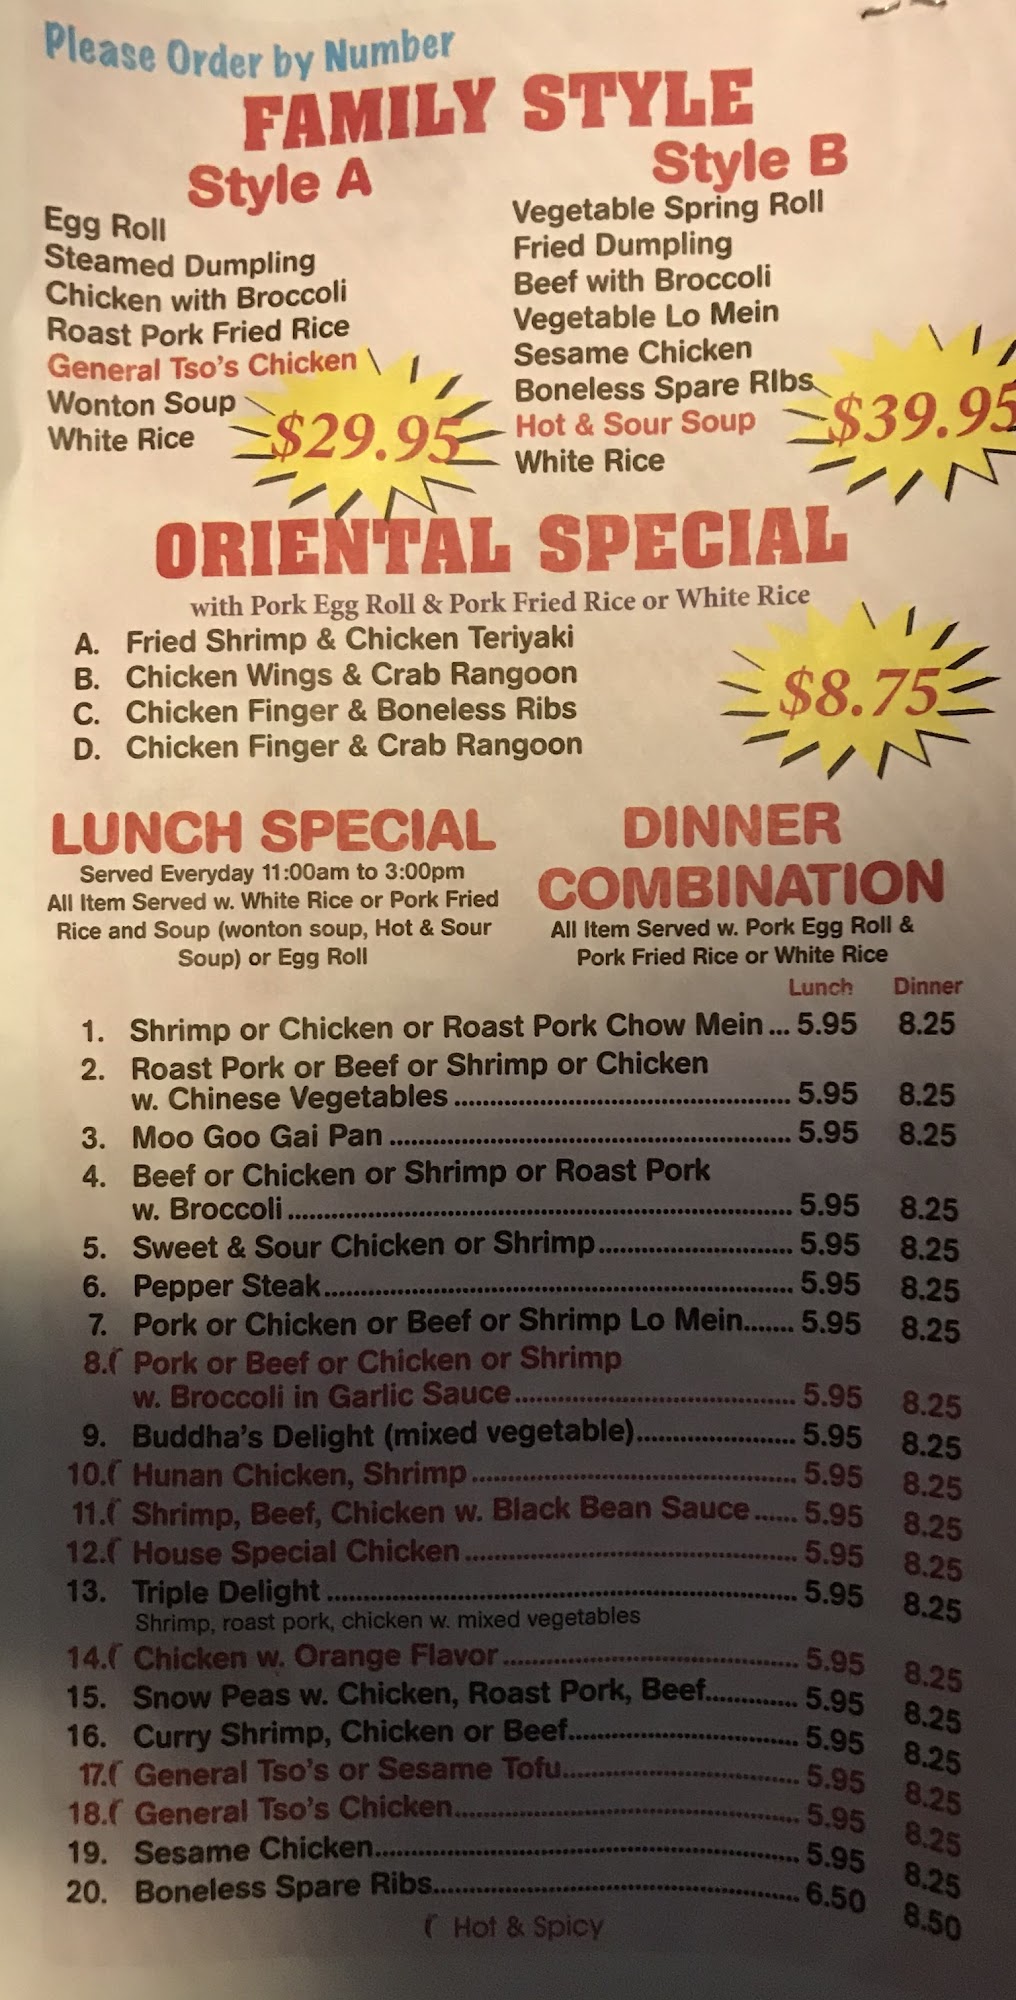 Please Order by Number
FAMILY STYLE
Style A
Egg Roll
Steamed Dumpling
Chicken with Broccoli
Roast Pork Fried Rice
General Tso's Chicken
Wonton Soup
White Rice
$29.95
Style B
Vegetable Spring Roll
Fried Dumpling
Beef with Broccoli
Vegetable Lo Mein
Sesame Chicken
Boneless Spare RIbs
Hot & Sour Soup
White Rice
$39.95
ORIENTAL SPECIAL
with Pork Egg Roll & Pork Fried Rice or White Rice
A. Fried Shrimp & Chicken Teriyaki
B. Chicken Wings & Crab Rangoon
C. Chicken Finger & Boneless Ribs
D. Chicken Finger & Crab Rangoon
$8.75
LUNCH SPECIAL
Served Everyday 11:00am to 3:00pm
All Item Served w. White Rice or Pork Fried
Rice and Soup (wonton soup, Hot & Sour
Soup) or Egg Roll
DINNER
COMBINATION
All Item Served w. Pork Egg Roll &
Pork Fried Rice or White Rice
Lunch Dinner
1. Shrimp or Chicken or Roast Pork Chow Mein ... 5.95 8.25
2. Roast Pork or Beef or Shrimp or Chicken
w. Chinese Vegetables ... 5.95 8.25
3. Moo Goo Gai Pan ... 5.95 8.25
4. Beef or Chicken or Shrimp or Roast Pork
w. Broccoli ... 5.95 8.25
5. Sweet & Sour Chicken or Shrimp ... 5.95 8.25
6. Pepper Steak ... 5.95 8.25
7. Pork or Chicken or Beef or Shrimp Lo Mein ... 5.95 8.25
8. Pork or Beef or Chicken or Shrimp
w. Broccoli in Garlic Sauce ... 5.95 8.25
9. Buddha's Delight (mixed vegetable) ... 5.95 8.25
10. Hunan Chicken, Shrimp ... 5.95 8.25
11. Shrimp, Beef, Chicken w. Black Bean Sauce ... 5.95 8.25
12. House Special Chicken ... 5.95 8.25
13. Triple Delight ... 5.95 8.25
Shrimp, roast pork, chicken w. mixed vegetables
14. Chicken w. Orange Flavor ... 5.95 8.25
15. Snow Peas w. Chicken, Roast Pork, Beef ... 5.95 8.25
16. Curry Shrimp, Chicken or Beef ... 5.95 8.25
17. General Tso's or Sesame Tofu ... 5.95 8.25
18. General Tso's Chicken ... 5.95 8.25
19. Sesame Chicken ... 5.95 8.25
20. Boneless Spare Ribs ... 6.50 8.50
Hot & Spicy